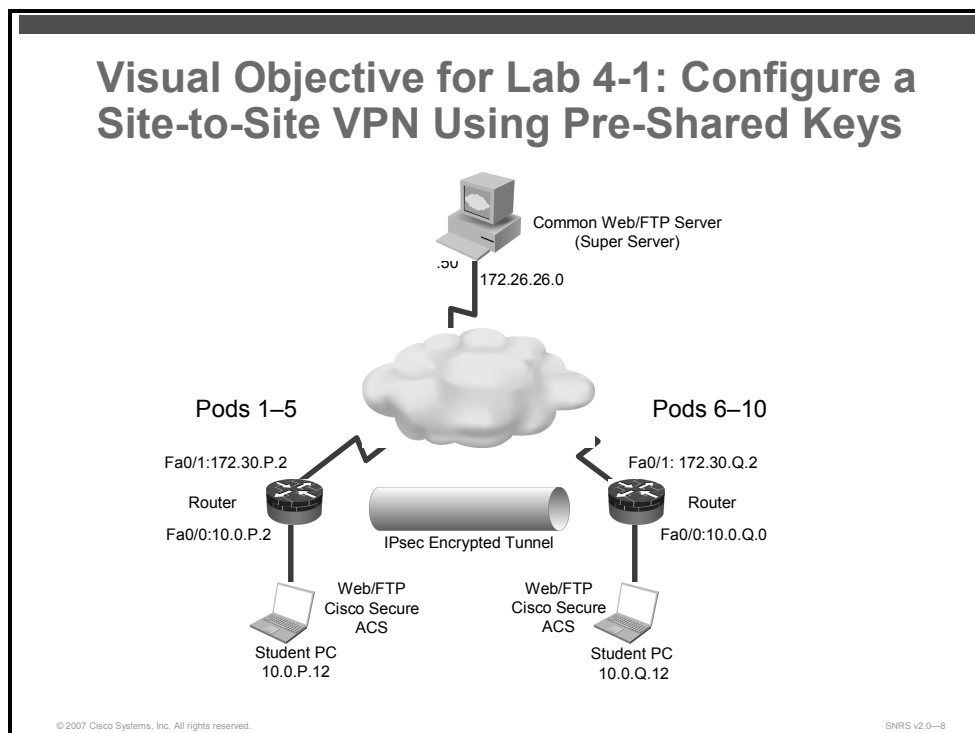 Visual Objective for Lab 4-1: Configure a
Site-to-Site VPN Using Pre-Shared Keys
Common Web/FTP Server
(Super Server)
.50
172.26.26.0
Pods 1–5
Pods 6–10
Fa0/1:172.30.P.2
Fa0/1: 172.30.Q.2
Router
Router
Fa0/0:10.0.P.2
Fa0/0:10.0.Q.0
IPsec Encrypted Tunnel
Web/FTP
Cisco Secure
ACS
Web/FTP
Cisco Secure
ACS
Student PC
10.0.P.12
Student PC
10.0.Q.12
© 2007 Cisco Systems, Inc. All rights reserved.
SNRS v2.0—8